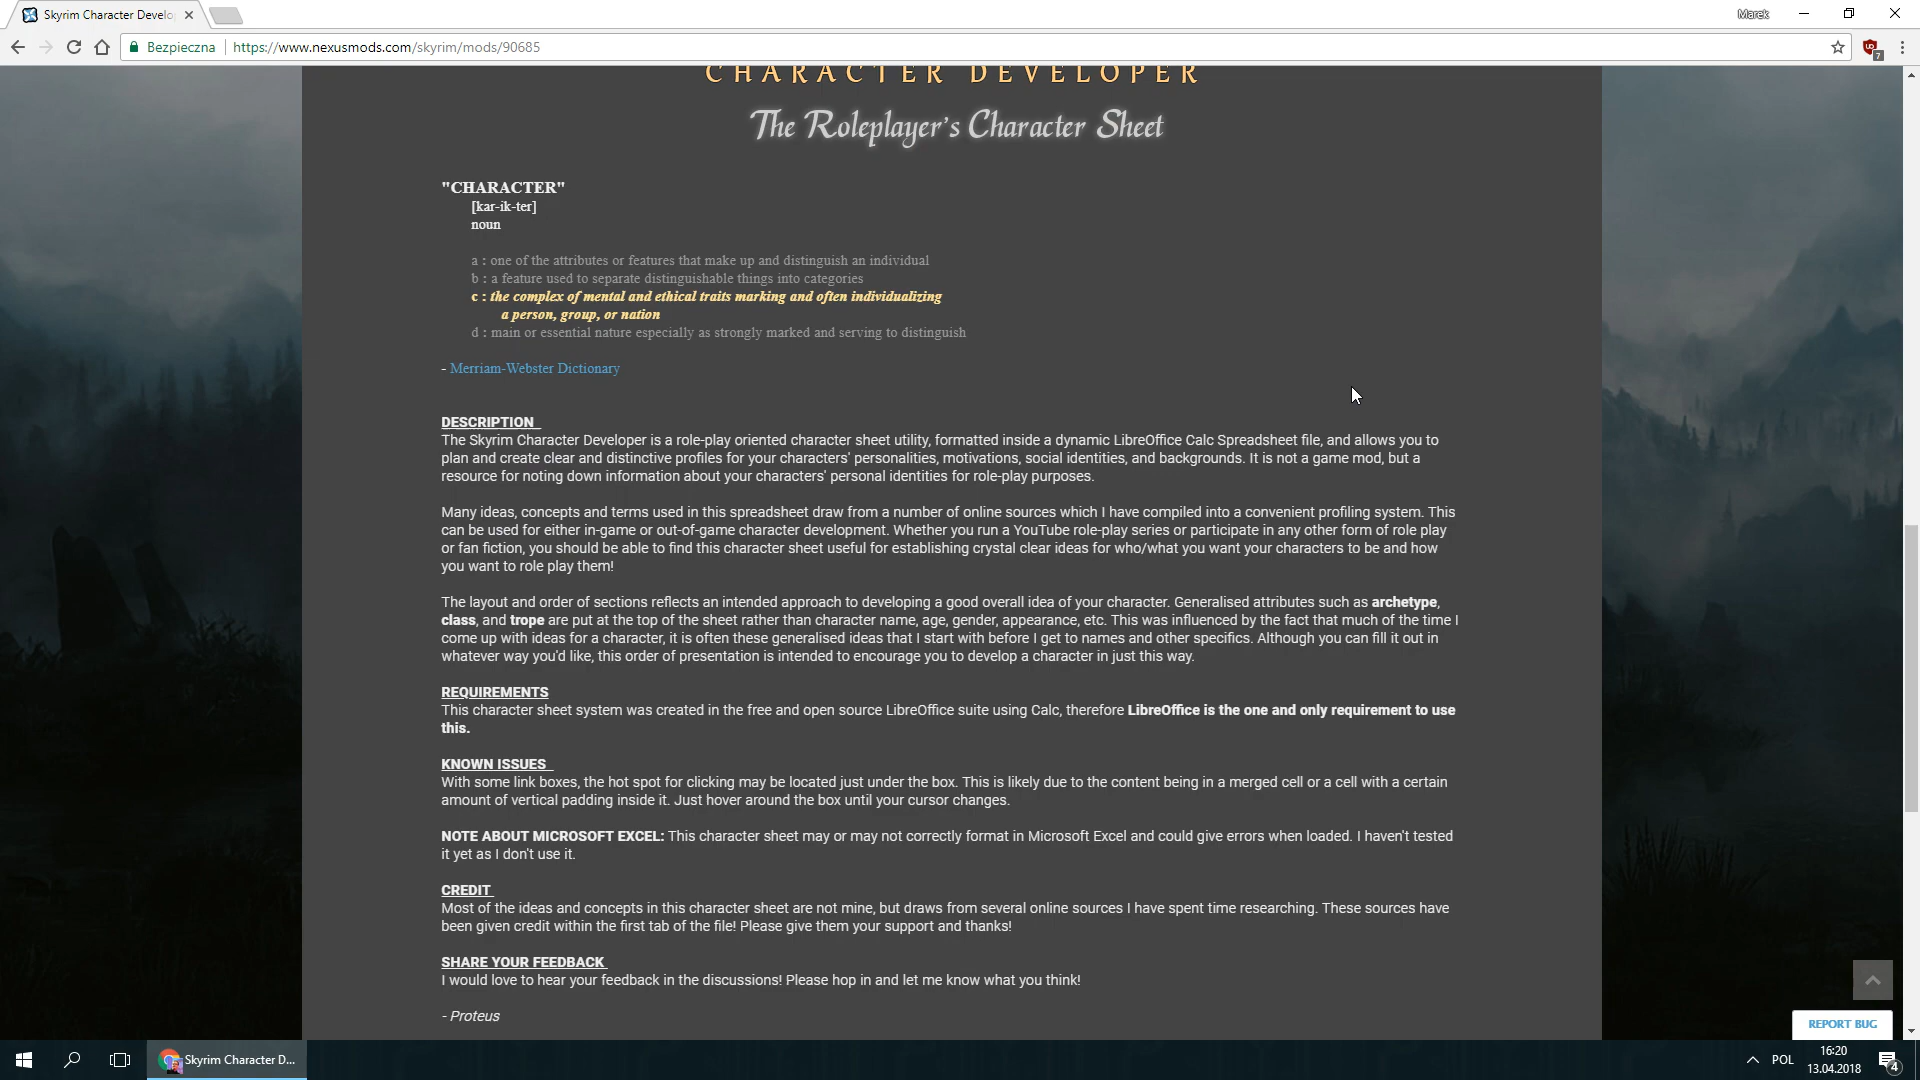 Skyrim Character Develo
Marek
Bezpieczna
https://www.nexusmods.com/skyrim/mods/90685
7
CHARACTER DEVELOPER
The Roleplayer's Character Sheet
"CHARACTER"
[kar-ik-ter]
noun
a : one of the attributes or features that make up and distinguish an individual
b : a feature used to separate distinguishable things into categories
c : the complex of mental and ethical traits marking and often individualizing
a person, group, or nation
d : main or essential nature especially as strongly marked and serving to distinguish
- Merriam-Webster Dictionary
DESCRIPTION
The Skyrim Character Developer is a role-play oriented character sheet utility, formatted inside a dynamic LibreOffice Calc Spreadsheet file, and allows you to
plan and create clear and distinctive profiles for your characters' personalities, motivations, social identities, and backgrounds. It is not a game mod, but a
resource for noting down information about your characters' personal identities for role-play purposes.
Many ideas, concepts and terms used in this spreadsheet draw from a number of online sources which I have compiled into a convenient profiling system. This
can be used for either in-game or out-of-game character development. Whether you run a YouTube role-play series or participate in any other form of role play
or fan fiction, you should be able to find this character sheet useful for establishing crystal clear ideas for who/what you want your characters to be and how
you want to role play them!
The layout and order of sections reflects an intended approach to developing a good overall idea of your character. Generalised attributes such as archetype,
class, and trope are put at the top of the sheet rather than character name, age, gender, appearance, etc. This was influenced by the fact that much of the time I
come up with ideas for a character, it is often these generalised ideas that I start with before I get to names and other specifics. Although you can fill it out in
whatever way you'd like, this order of presentation is intended to encourage you to develop a character in just this way.
REQUIREMENTS
This character sheet system was created in the free and open source LibreOffice suite using Calc, therefore LibreOffice is the one and only requirement to use
this.
KNOWN ISSUES
With some link boxes, the hot spot for clicking may be located just under the box. This is likely due to the content being in a merged cell or a cell with a certain
amount of vertical padding inside it. Just hover around the box until your cursor changes.
NOTE ABOUT MICROSOFT EXCEL: This character sheet may or may not correctly format in Microsoft Excel and could give errors when loaded. I haven't tested
it yet as I don't use it.
CREDIT
Most of the ideas and concepts in this character sheet are not mine, but draws from several online sources I have spent time researching. These sources have
been given credit within the first tab of the file! Please give them your support and thanks!
SHARE YOUR FEEDBACK
I would love to hear your feedback in the discussions! Please hop in and let me know what you think!
- Proteus
REPORT BUG
Skyrim Character D...
POL
16:20
13.04.2018
4